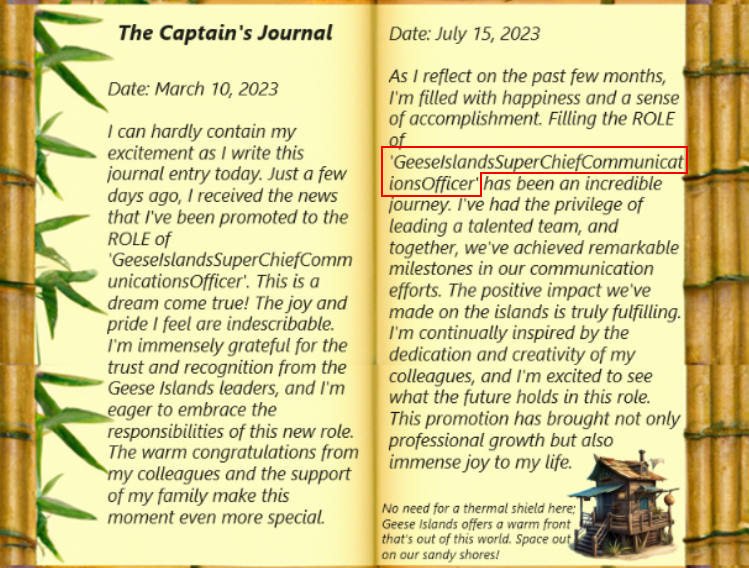 The Captain's Journal
Date: March 10, 2023
I can hardly contain my
excitement as I write this
journal entry today. Just a few
days ago, I received the news
that I've been promoted to the
ROLE of
'GeeseIslandsSuperChiefComm
unicationsOfficer'. This is a
dream come true! The joy and
pride I feel are indescribable.
I'm immensely grateful for the
trust and recognition from the
Geese Islands leaders, and I'm
eager to embrace the
responsibilities of this new role.
The warm congratulations from
my colleagues and the support
of my family make this
moment even more special.
Date: July 15, 2023
As I reflect on the past few months,
I'm filled with happiness and a sense
of accomplishment. Filling the ROLE
of
'GeeseIslandsSuperChiefCommunicat
ionsOfficer' has been an incredible
journey. I've had the privilege of
leading a talented team, and
together, we've achieved remarkable
milestones in our communication
efforts. The positive impact we've
made on the islands is truly fulfilling.
I'm continually inspired by the
dedication and creativity of my
colleagues, and I'm excited to see
what the future holds in this role.
This promotion has brought not only
professional growth but also
immense joy to my life.
No need for a thermal shield here;
Geese Islands offers a warm front
that's out of this world. Space out
on our sandy shores!